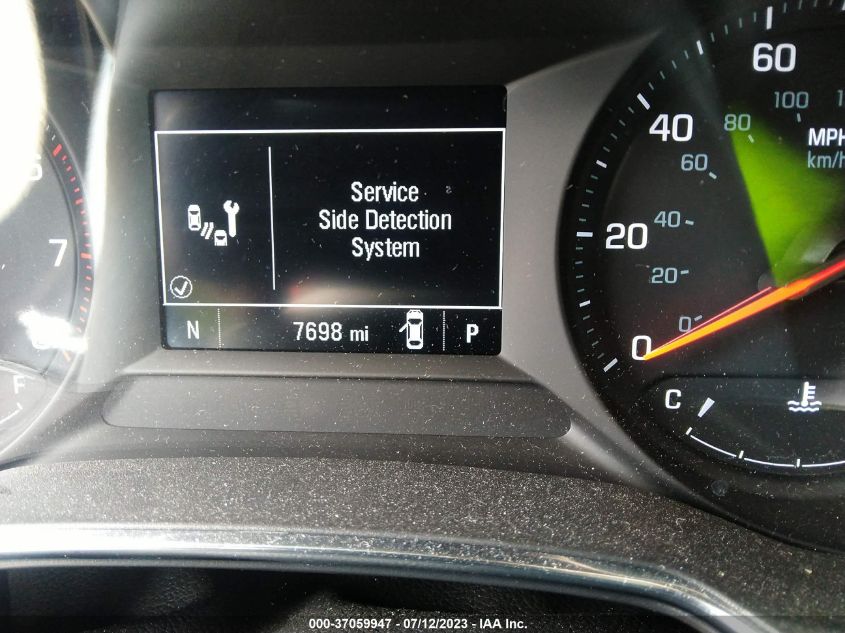 Service
Side Detection
System
N 7698 mi P
7
F
60
40
20
0
100
80
60
40
20
0
MPH
km/h
C
000-37059947 - 07/12/2023 - IAA Inc.